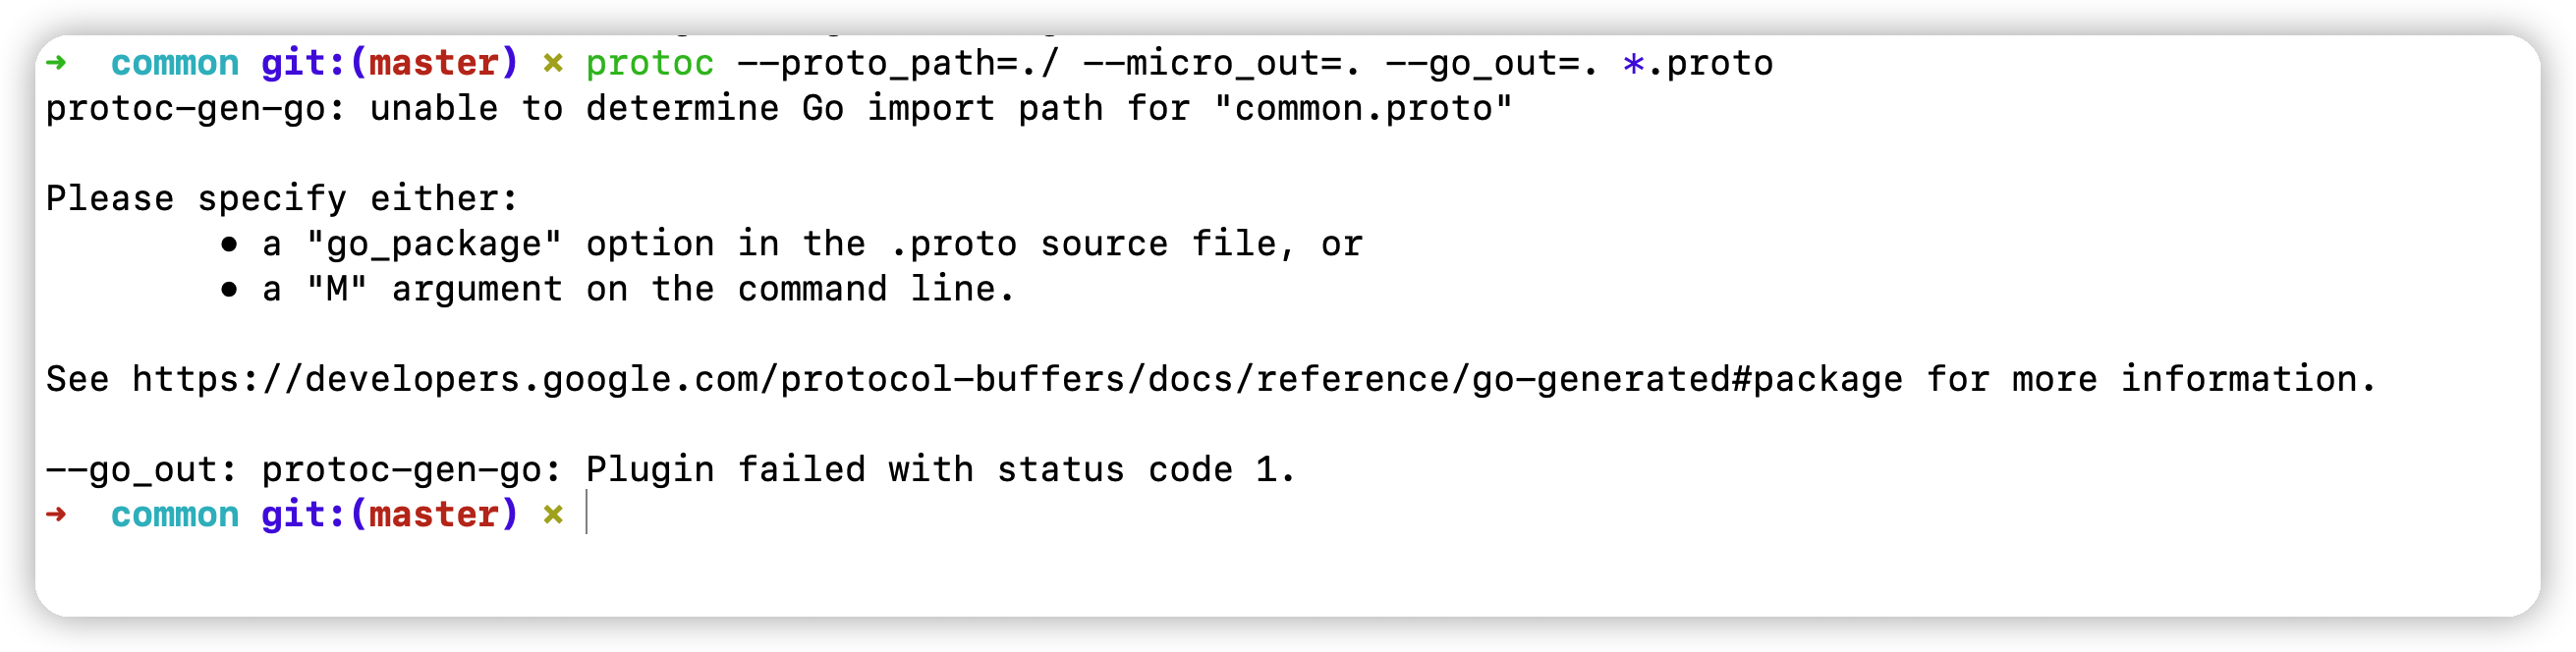 ➜  common git:(master) ✗ protoc --proto_path=./ --micro_out=. --go_out=. *.proto
protoc-gen-go: unable to determine Go import path for "common.proto"
Please specify either:
• a "go_package" option in the .proto source file, or
• a "M" argument on the command line.
See https://developers.google.com/protocol-buffers/docs/reference/go-generated#package for more information.
--go_out: protoc-gen-go: Plugin failed with status code 1.
➜  common git:(master) ✗